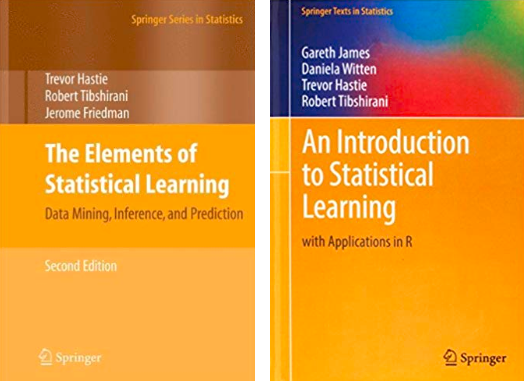 Springer Series in Statistics
Trevor Hastie
Robert Tibshirani
Jerome Friedman
The Elements of
Statistical Learning
Data Mining, Inference, and Prediction
Second Edition
Springer
Springer Texts in Statistics
Gareth James
Daniela Witten
Trevor Hastie
Robert Tibshirani
An Introduction
to Statistical
Learning
with Applications in R
Springer